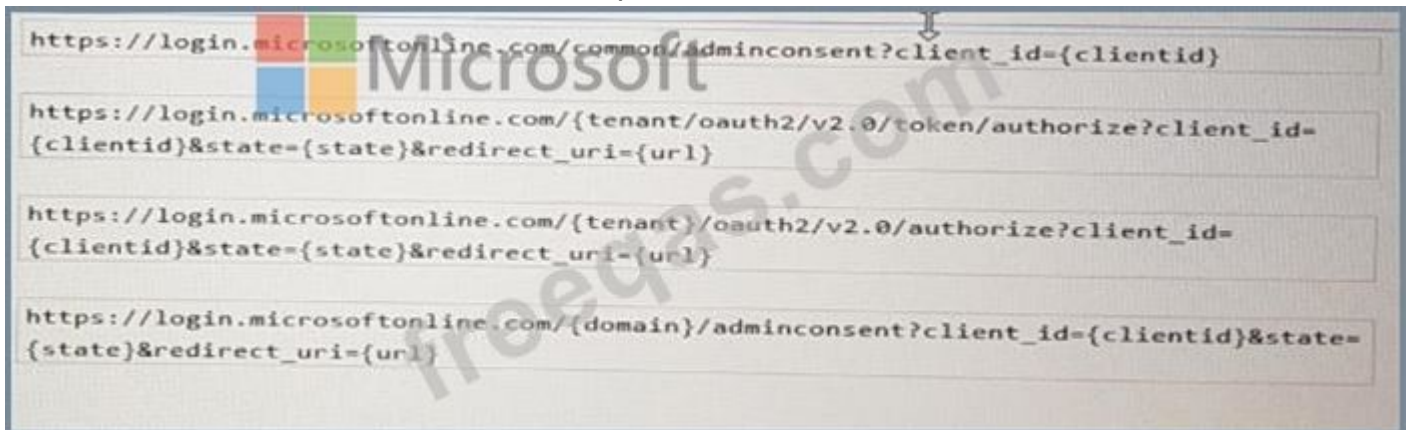 https://login.microsoftonline.com/common/adminconsent?client_id={clientid}
Microsoft
https://login.microsoftonline.com/{tenant/oauth2/v2.0/token/authorize?client_id=
{clientid}&state={state}&redirect_uri={url}
https://login.microsoftonline.com/{tenant}/oauth2/v2.0/authorize?client_id=
{clientid}&state={state}&redirect_uri={url}
https://login.microsoftonline.com/{domain}/adminconsent?client_id={clientid}&state=
{state}&redirect_uri={url}
freeqas.com